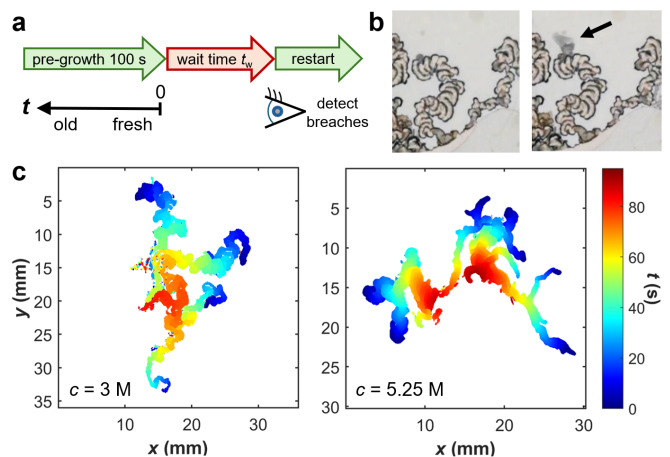 a
pre-growth 100 s
wait time tw
restart
0
t
old
fresh
detect
breaches
b
c
5
10
15
20
25
30
35
10
20
30
y (mm)
x (mm)
c = 3 M
5
10
15
20
25
30
10
20
30
x (mm)
c = 5.25 M
80
60
40
20
0
t (s)